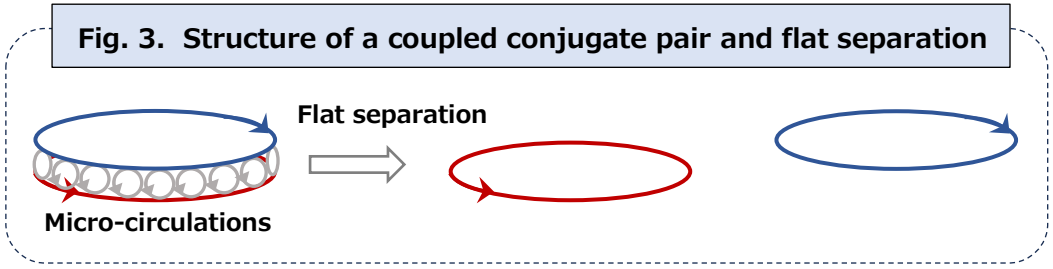 Fig. 3.  Structure of a coupled conjugate pair and flat separation
Flat separation
Micro-circulations